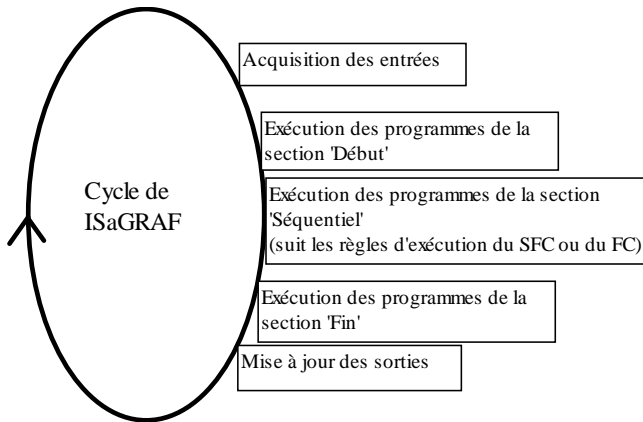 Acquisition des entrées
Exécution des programmes de la
section 'Début'
Cycle de
ISaGRAF
Exécution des programmes de la section
'Séquentiel'
(suit les règles d'exécution du SFC ou du FC)
Exécution des programmes de la
section 'Fin'
Mise à jour des sorties